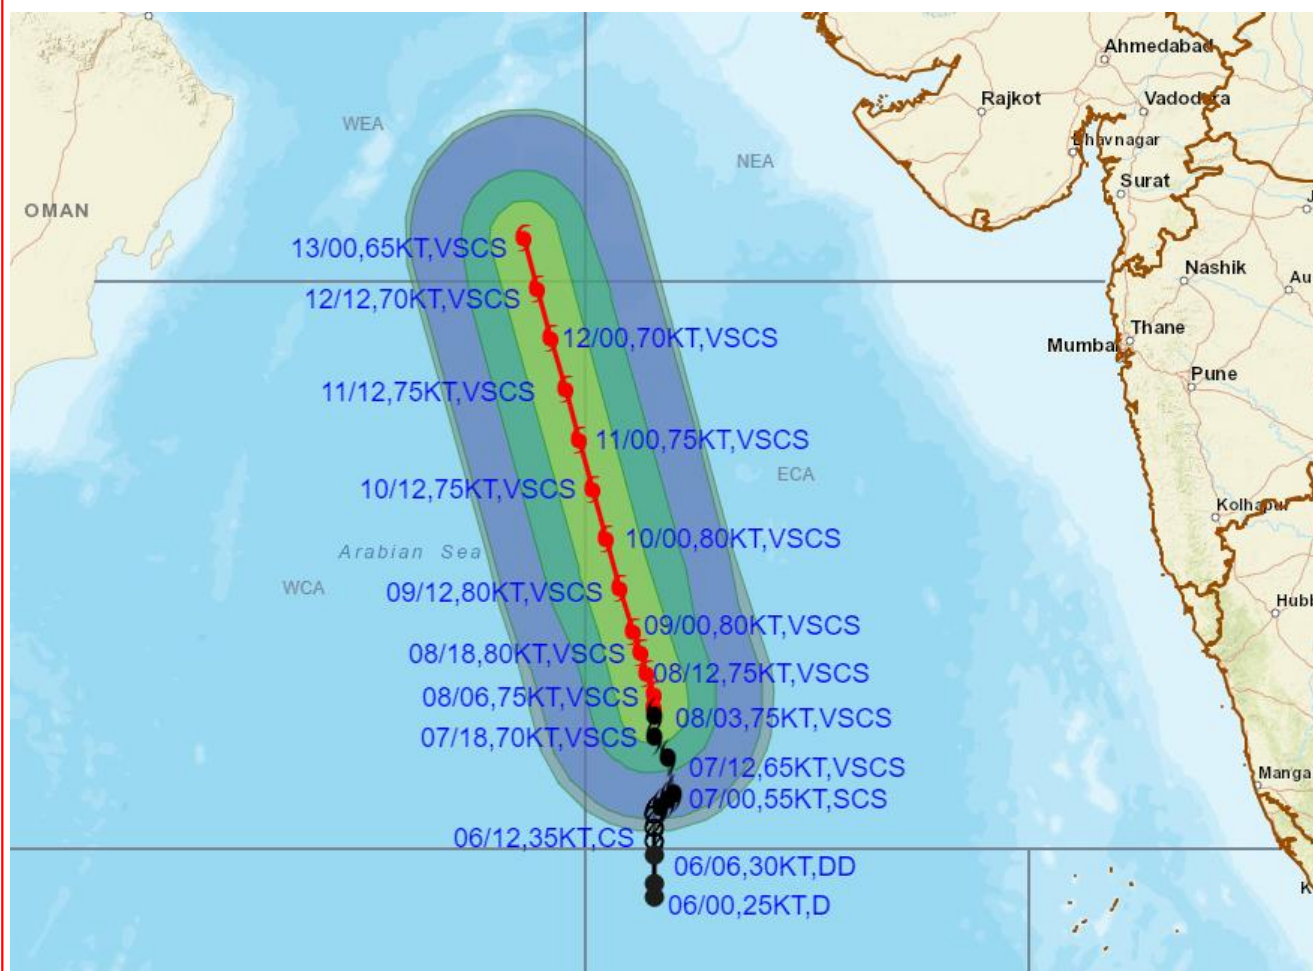 Ahmedabad
Rajkot
Vadodara
WEA
Bhavnagar
NEA
Surat
OMAN
13/00,65KT,VSCS
Nashik
Au
12/12,70KT,VSCS
Thane
12/00,70KT,VSCS
Mumbai
Pune
11/12,75KT,VSCS
11/00,75KT,VSCS
ECA
10/12,75KT,VSCS
Kolhapur
10/00,80KT,VSCS
Arabian Sea
WCA
09/12,80KT,VSCS
Hubl
09/00,80KT,VSCS
08/18,80KT,VSCS
08/12,75KT,VSCS
08/06,75KT,VSCS
08/03,75KT,VSCS
07/18,70KT,VSCS
07/12,65KT,VSCS
Manga
07/00,55KT,SCS
06/12,35KT,CS
06/06,30KT,DD
K
06/00,25KT,D